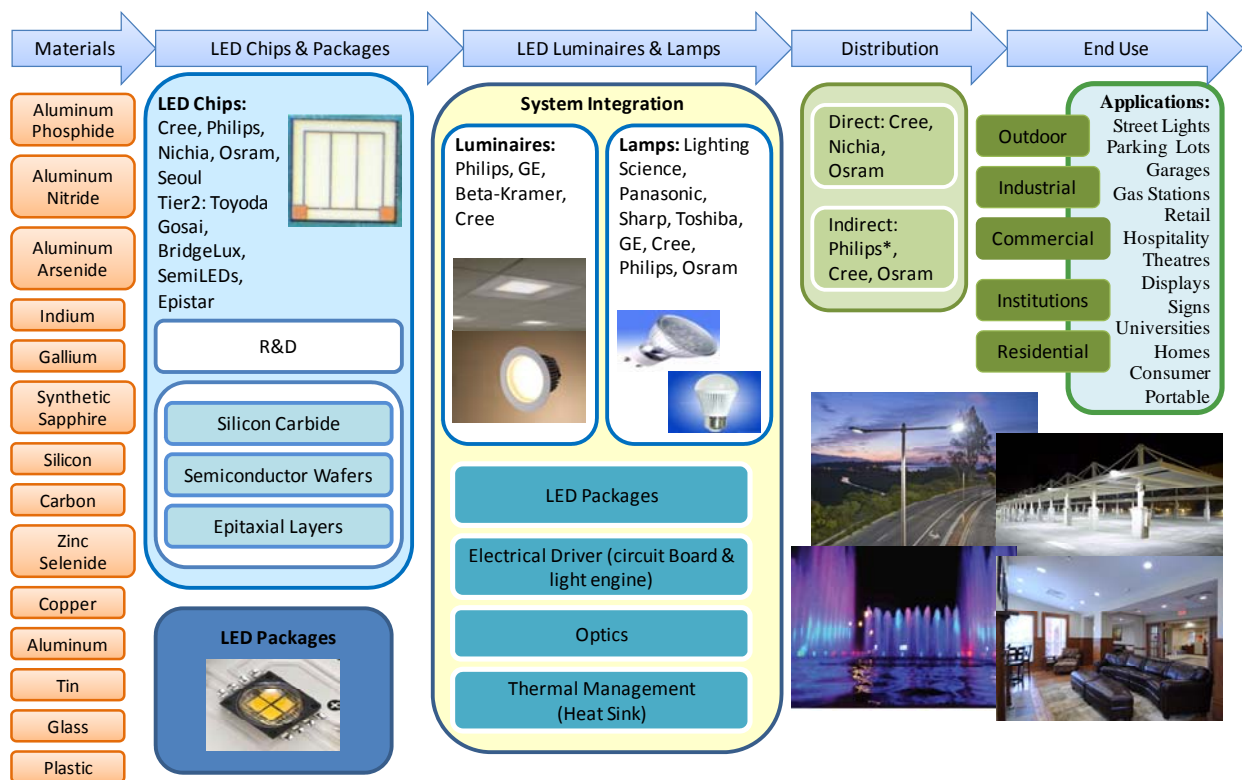 Materials
LED Chips & Packages
LED Luminaires & Lamps
Distribution
End Use
Aluminum
Phosphide
Aluminum
Nitride
Aluminum
Arsenide
Indium
Gallium
Synthetic
Sapphire
Silicon
Carbon
Zinc
Selenide
Copper
Aluminum
Tin
Glass
Plastic
LED Chips:
Cree, Philips,
Nichia, Osram,
Seoul
Tier2: Toyoda
Gosai,
BridgeLux,
SemiLEDs,
Epistar
R&D
Silicon Carbide
Semiconductor Wafers
Epitaxial Layers
LED Packages
System Integration
Luminaires:
Philips, GE,
Beta-Kramer,
Cree
Lamps: Lighting
Science,
Panasonic,
Sharp, Toshiba,
GE, Cree,
Philips, Osram
LED Packages
Electrical Driver (circuit Board &
light engine)
Optics
Thermal Management
(Heat Sink)
Direct: Cree,
Nichia,
Osram
Indirect:
Philips*,
Cree, Osram
Outdoor
Industrial
Commercial
Institutions
Residential
Applications:
Street Lights
Parking Lots
Garages
Gas Stations
Retail
Hospitality
Theatres
Displays
Signs
Universities
Homes
Consumer
Portable